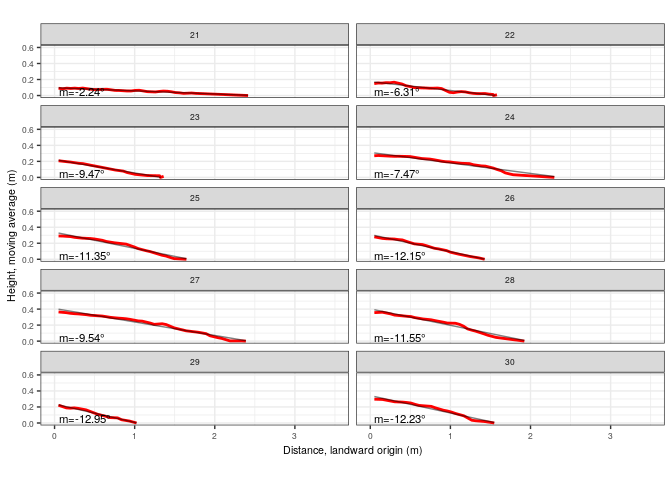 21
22
0.6
0.4
0.2
0.0
m=-2.24°
m=-6.31°
23
24
0.6
0.4
0.2
0.0
m=-9.47°
m=-7.47°
25
26
0.6
0.4
0.2
0.0
m=-11.35°
m=-12.15°
27
28
0.6
0.4
0.2
0.0
m=-9.54°
m=-11.55°
29
30
0.6
0.4
0.2
0.0
m=-12.95°
m=-12.23°
0 1 2 3
0 1 2 3
Distance, landward origin (m)
Height, moving average (m)